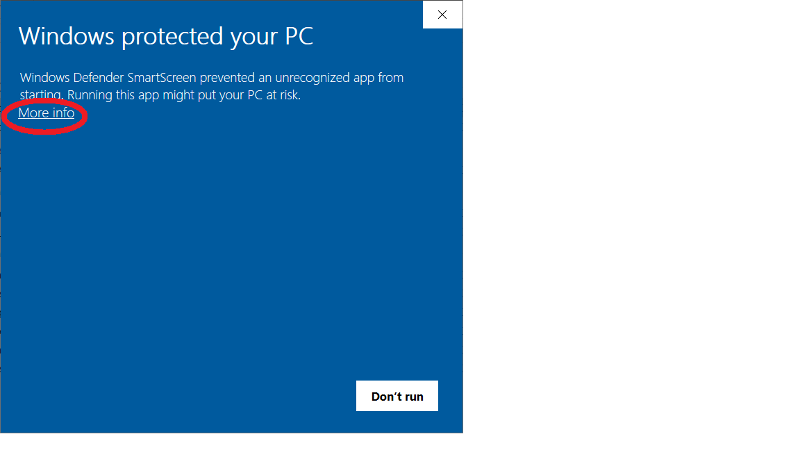 Windows protected your PC
Windows Defender SmartScreen prevented an unrecognized app from
starting. Running this app might put your PC at risk.
More info
Don't run